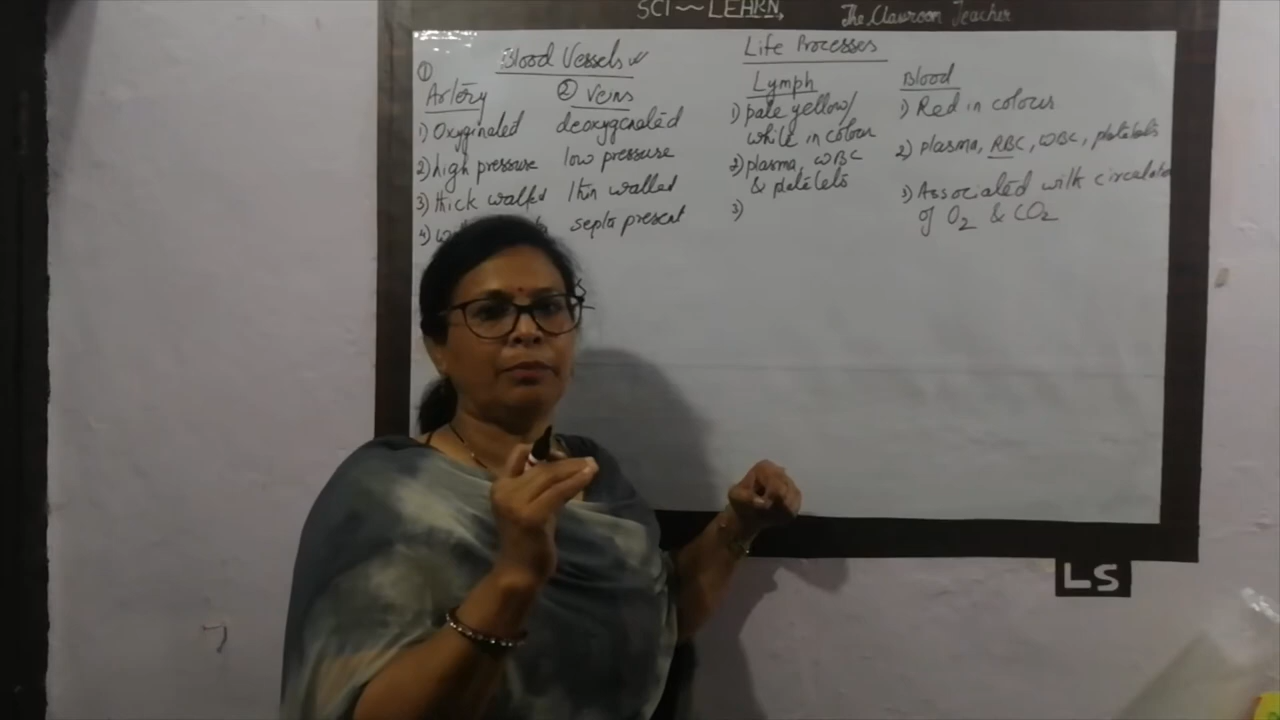 SCI~~LEARN,
The Classroom Teacher
Blood Vessels
①
Artery
1) Oxyginated
2) high pressure
3) thick walled
4)
② Veins
deoxygenated
low pressure
thin walled
septa present
Life Processes
Lymph
1) pale yellow/
while in colour
2) plasma, WBC
& platelets
3)
Blood
1) Red in colour
2) plasma, RBC, WBC, platelets
3) Associated with circulation
of O₂ & CO₂
LS